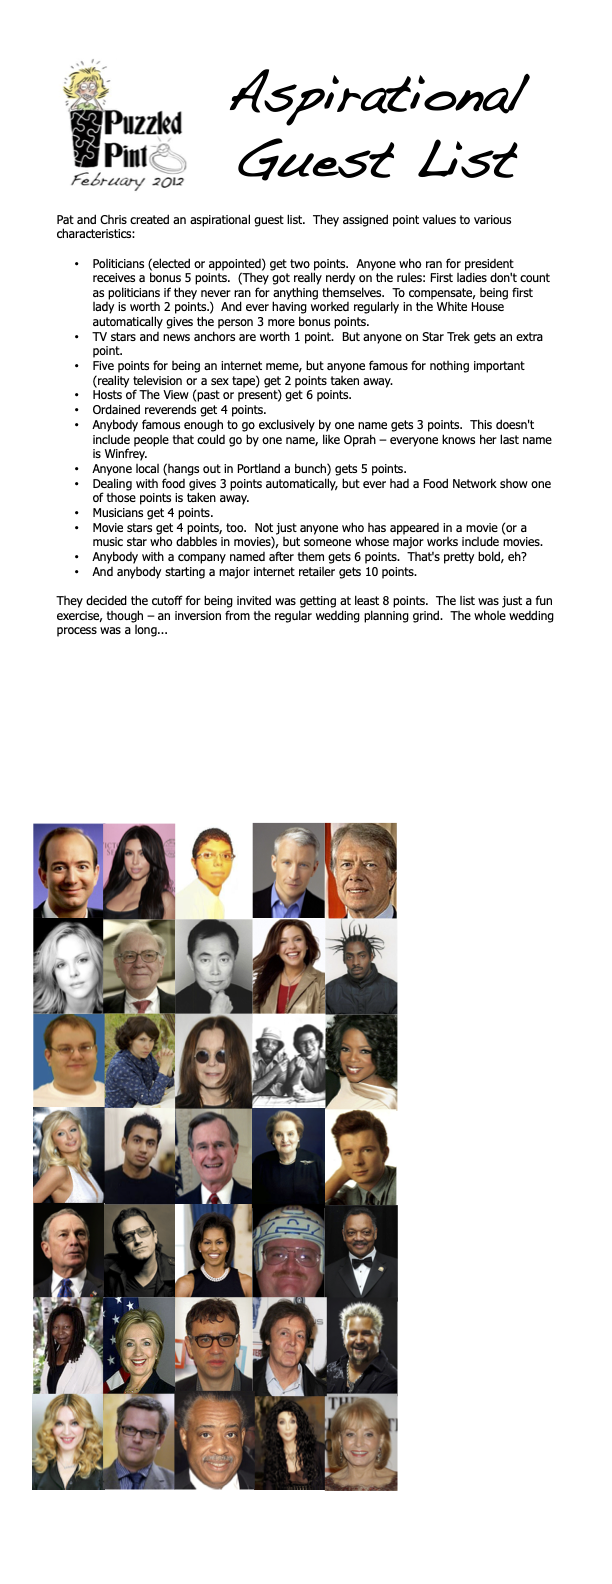 Puzzled
Pint
February 2012
Aspirational
Guest List
Pat and Chris created an aspirational guest list.  They assigned point values to various
characteristics:
• Politicians (elected or appointed) get two points.  Anyone who ran for president
receives a bonus 5 points.  (They got really nerdy on the rules: First ladies don't count
as politicians if they never ran for anything themselves.  To compensate, being first
lady is worth 2 points.)  And ever having worked regularly in the White House
automatically gives the person 3 more bonus points.
• TV stars and news anchors are worth 1 point.  But anyone on Star Trek gets an extra
point.
• Five points for being an internet meme, but anyone famous for nothing important
(reality television or a sex tape) get 2 points taken away.
• Hosts of The View (past or present) get 6 points.
• Ordained reverends get 4 points.
• Anybody famous enough to go exclusively by one name gets 3 points.  This doesn't
include people that could go by one name, like Oprah – everyone knows her last name
is Winfrey.
• Anyone local (hangs out in Portland a bunch) gets 5 points.
• Dealing with food gives 3 points automatically, but ever had a Food Network show one
of those points is taken away.
• Musicians get 4 points.
• Movie stars get 4 points, too.  Not just anyone who has appeared in a movie (or a
music star who dabbles in movies), but someone whose major works include movies.
• Anybody with a company named after them gets 6 points.  That's pretty bold, eh?
• And anybody starting a major internet retailer gets 10 points.
They decided the cutoff for being invited was getting at least 8 points.  The list was just a fun
exercise, though – an inversion from the regular wedding planning grind.  The whole wedding
process was a long...